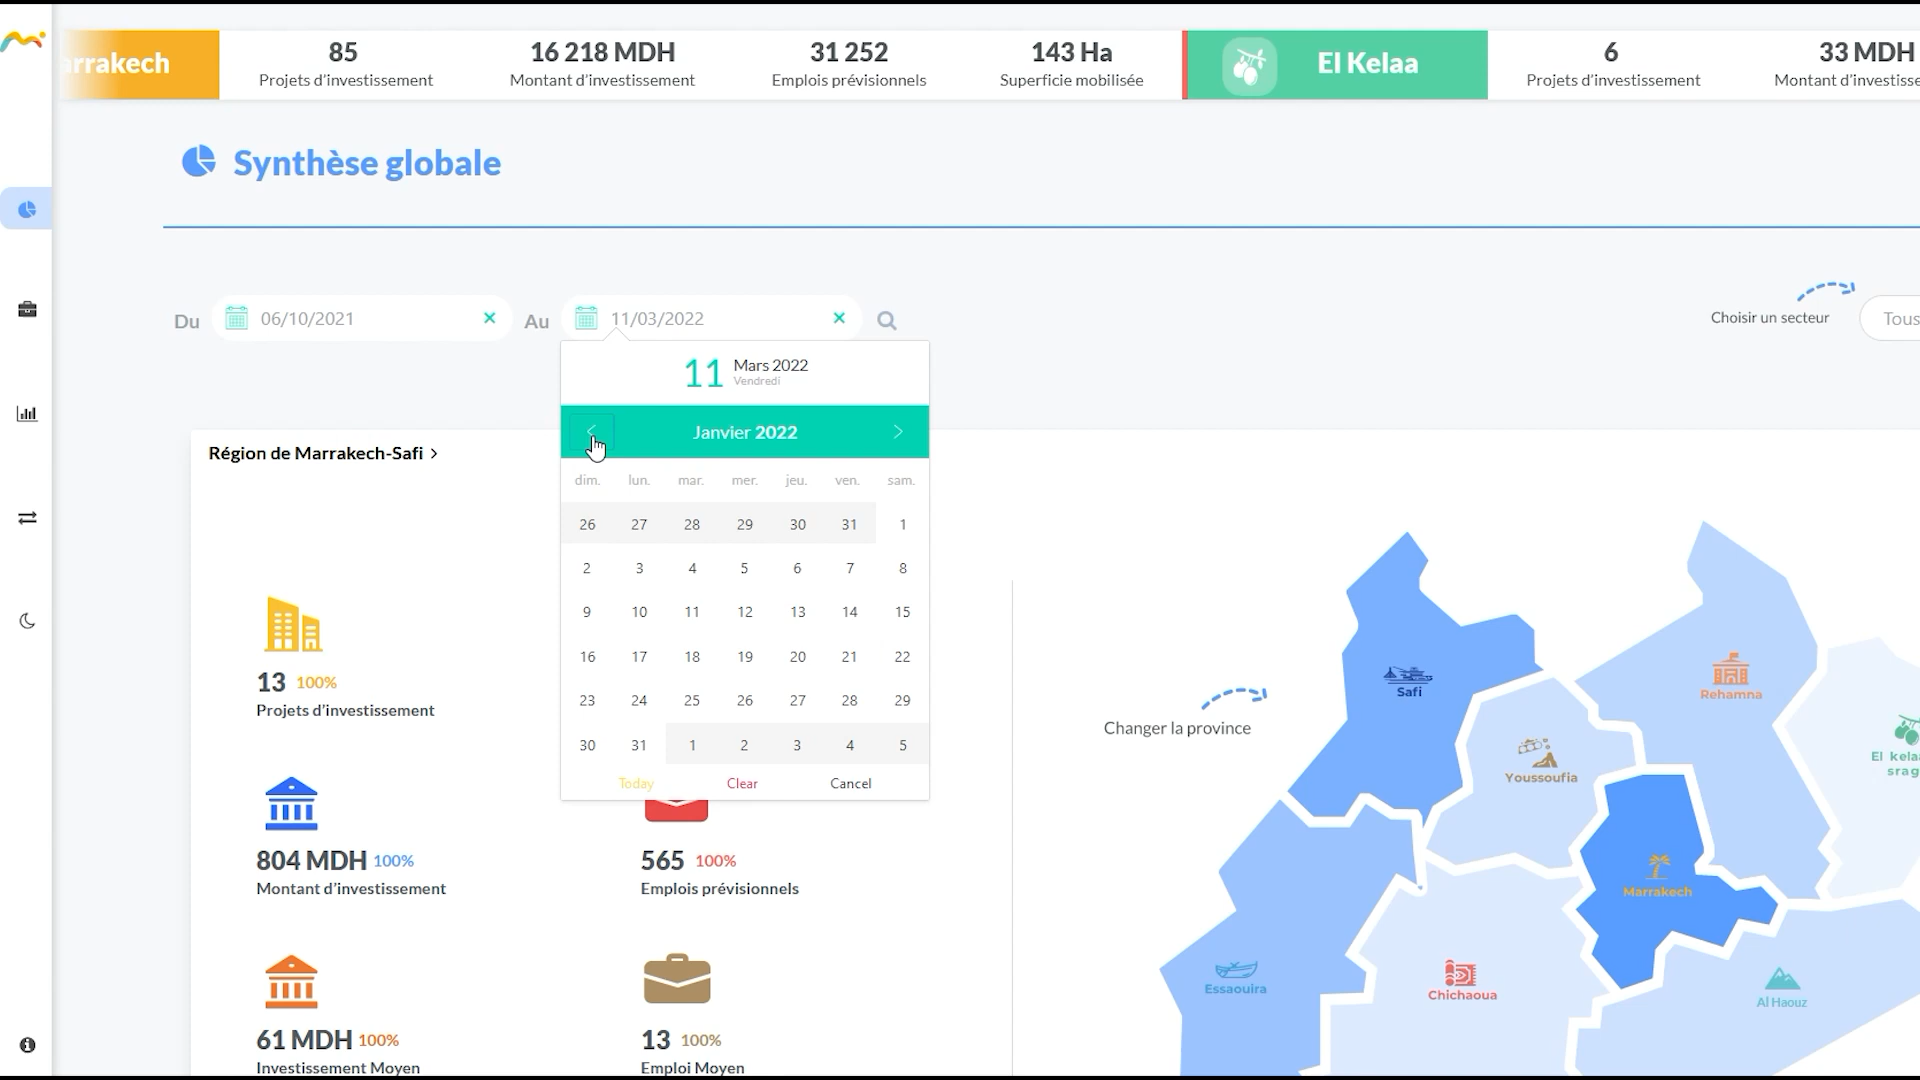 85
Projets d'investissement
16 218 MDH
Montant d'investissement
31 252
Emplois prévisionnels
143 Ha
Superficie mobilisée
El Kelaa
6
Projets d'investissement
33 MDH
Synthèse globale
Du
06/10/2021
Au
11/03/2022
Choisir un secteur
Tous
11
Mars 2022
Vendredi
Janvier 2022
dim. lun. mar. mer. jeu. ven. sam.
26 27 28 29 30 31 1
2 3 4 5 6 7 8
9 10 11 12 13 14 15
16 17 18 19 20 21 22
23 24 25 26 27 28 29
30 31 1 2 3 4 5
Today Clear Cancel
Région de Marrakech-Safi >
13 100%
Projets d'investissement
804 MDH 100%
Montant d'investissement
565 100%
Emplois prévisionnels
61 MDH 100%
Investissement Moyen
13 100%
Emploi Moyen
Changer la province
Safi
Rehamna
Youssoufia
El kelaa
srag
Marrakech
Essaouira
Chichaoua
Al Haouz